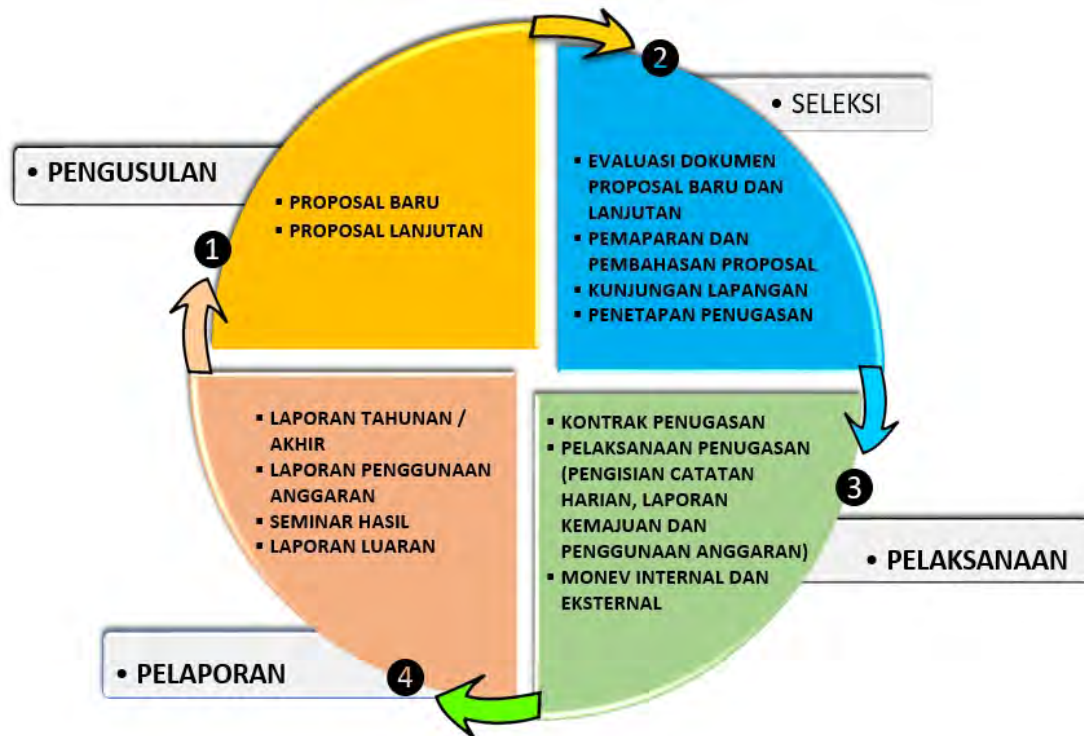 1
• PENGUSULAN
▪ PROPOSAL BARU
▪ PROPOSAL LANJUTAN
2
• SELEKSI
▪ EVALUASI DOKUMEN
PROPOSAL BARU DAN
LANJUTAN
▪ PEMAPARAN DAN
PEMBAHASAN PROPOSAL
▪ KUNJUNGAN LAPANGAN
▪ PENETAPAN PENUGASAN
3
• PELAKSANAAN
▪ KONTRAK PENUGASAN
▪ PELAKSANAAN PENUGASAN
(PENGISIAN CATATAN
HARIAN, LAPORAN
KEMAJUAN DAN
PENGGUNAAN ANGGARAN)
▪ MONEV INTERNAL DAN
EKSTERNAL
4
• PELAPORAN
▪ LAPORAN TAHUNAN /
AKHIR
▪ LAPORAN PENGGUNAAN
ANGGARAN
▪ SEMINAR HASIL
▪ LAPORAN LUARAN